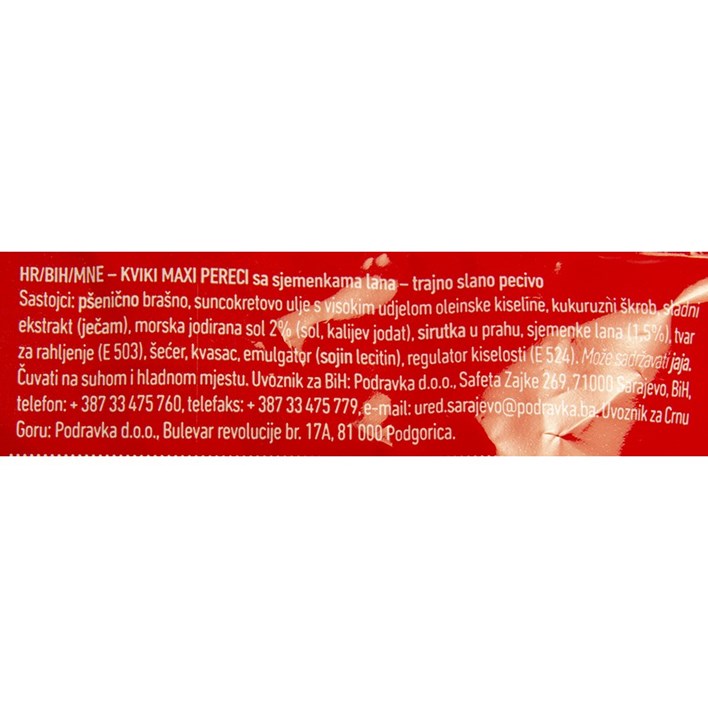 HR/BIH/MNE – KVIKI MAXI PERECI sa sjemenkama lana – trajno slano pecivo
Sastojci: pšenično brašno, suncokretovo ulje s visokim udjelom oleinske kiseline, kukuruzni škrob, sladni
ekstrakt (ječam), morska jodirana sol 2% (sol, kalijev jodat), sirutka u prahu, sjemenke lana (1,5%), tvar
za rahljenje (E 503), šećer, kvasac, emulgator (sojin lecitin), regulator kiselosti (E 524). Može sadržavati jaja.
Čuvati na suhom i hladnom mjestu. Uvoznik za BiH: Podravka d.o.o., Safeta Zajke 269, 71000 Sarajevo, BiH,
telefon: + 387 33 475 760, telefaks: + 387 33 475 779, e-mail: ured.sarajevo@podravka.ba. Uvoznik za Crnu
Goru: Podravka d.o.o., Bulevar revolucije br. 17A, 81 000 Podgorica.